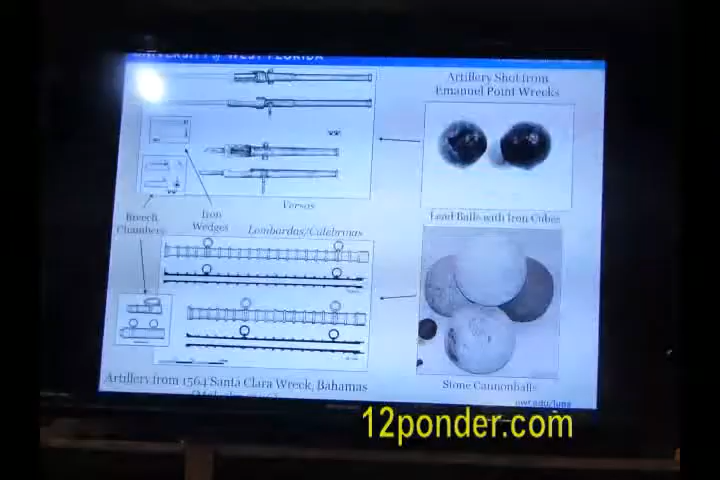 UNIVERSITY of WEST FLORIDA
Artillery Shot from
Emanuel Point Wrecks
Versos
Breech
Chambers
Iron
Wedges
Lombardas/Culebrinas
Lead Balls with Iron Cubes
Artillery from 1564 Santa Clara Wreck, Bahamas
Stone Cannonballs
uwf.edu/luna
12ponder.com